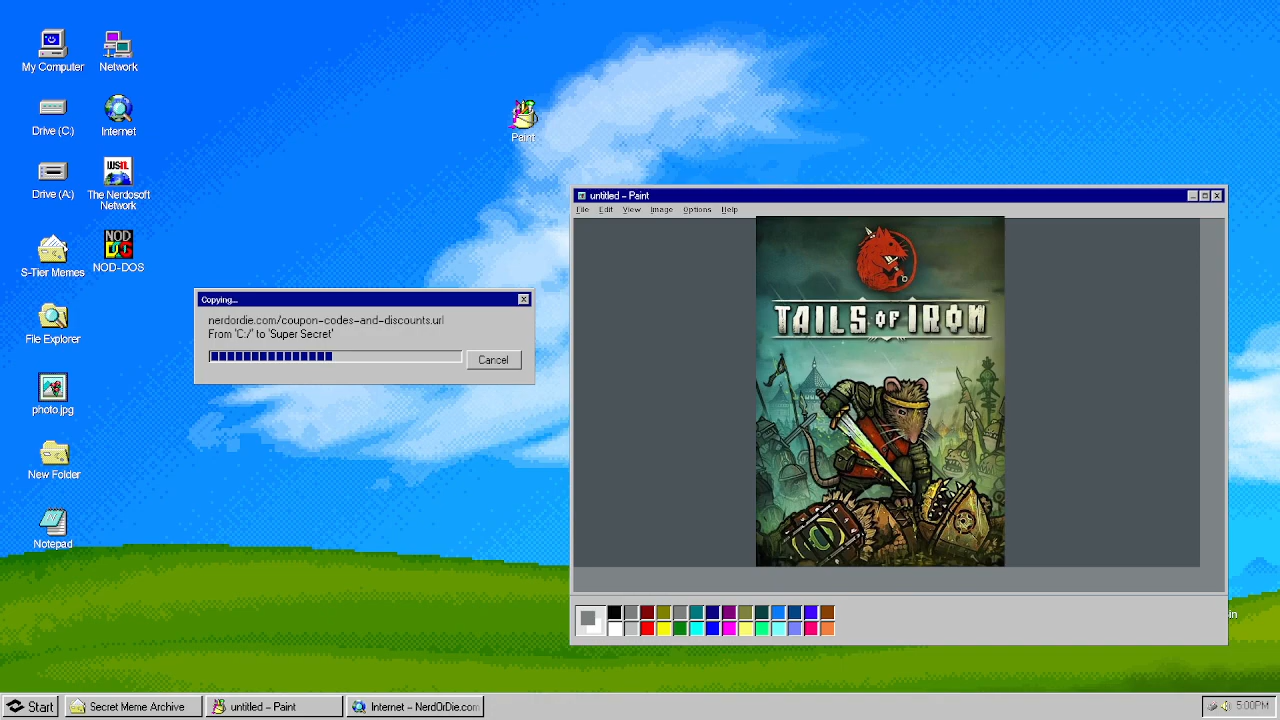 My Computer
Network
Drive (C:)
Internet
Paint
Drive (A:)
WSIL
The Nerdosoft
Network
S-Tier Memes
NOD
NOD-DOS
File Explorer
photo.jpg
New Folder
Notepad
Copying...
nerdordie.com/coupon-codes-and-discounts.url
From 'C:/' to 'Super Secret'
Cancel
untitled - Paint
File Edit View Image Options Help
TAILS OF IRON
Start
Secret Meme Archive
untitled - Paint
Internet - NerdOrDie.com
5:00PM